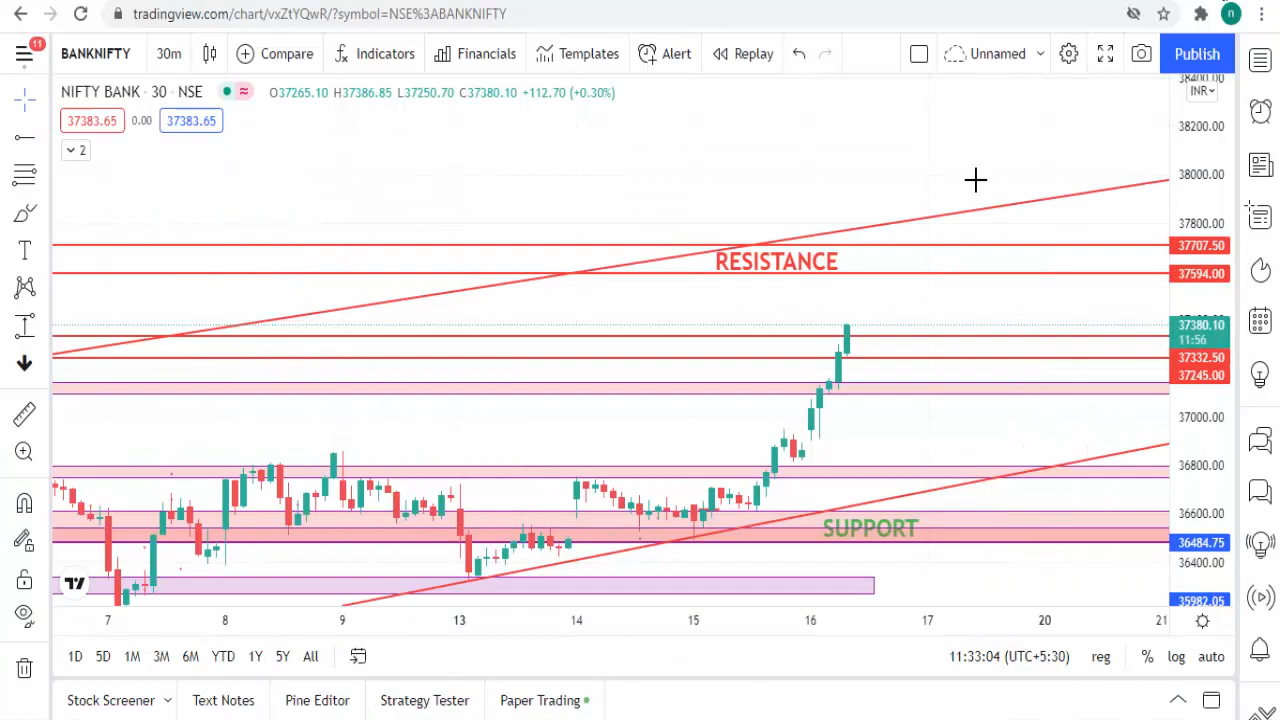 tradingview.com/chart/vxZtYQwR/?symbol=NSE%3ABANKNIFTY
n
11
BANKNIFTY 30m Compare Indicators Financials Templates Alert Replay Unnamed Publish
NIFTY BANK · 30 · NSE O37265.10 H37386.85 L37250.70 C37380.10 +112.70 (+0.30%)
37383.65 0.00 37383.65
2
38400.00
INR
38200.00
38000.00
37800.00
37707.50
RESISTANCE
37594.00
37380.10
11:56
37332.50
37245.00
37000.00
36800.00
36600.00
SUPPORT
36484.75
36400.00
35982.05
7 8 9 13 14 15 16 17 20 21
1D 5D 1M 3M 6M YTD 1Y 5Y All 11:33:04 (UTC+5:30) reg % log auto
Stock Screener Text Notes Pine Editor Strategy Tester Paper Trading